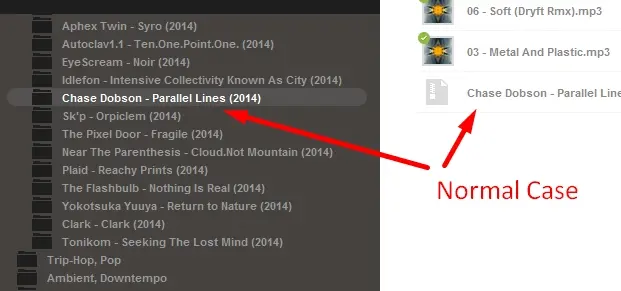 Aphex Twin - Syro (2014)
Autoclav1.1 - Ten.One.Point.One. (2014)
EyeScream - Noir (2014)
Idlefon - Intensive Collectivity Known As City (2014)
Chase Dobson - Parallel Lines (2014)
Sk'p - Orpiclem (2014)
The Pixel Door - Fragile (2014)
Near The Parenthesis - Cloud.Not Mountain (2014)
Plaid - Reachy Prints (2014)
The Flashbulb - Nothing Is Real (2014)
Yokotsuka Yuuya - Return to Nature (2014)
Clark - Clark (2014)
Tonikom - Seeking The Lost Mind (2014)
Trip-Hop, Pop
Ambient, Downtempo
06 - Soft (Dryft Rmx).mp3
03 - Metal And Plastic.mp3
Chase Dobson - Parallel Line
Normal Case